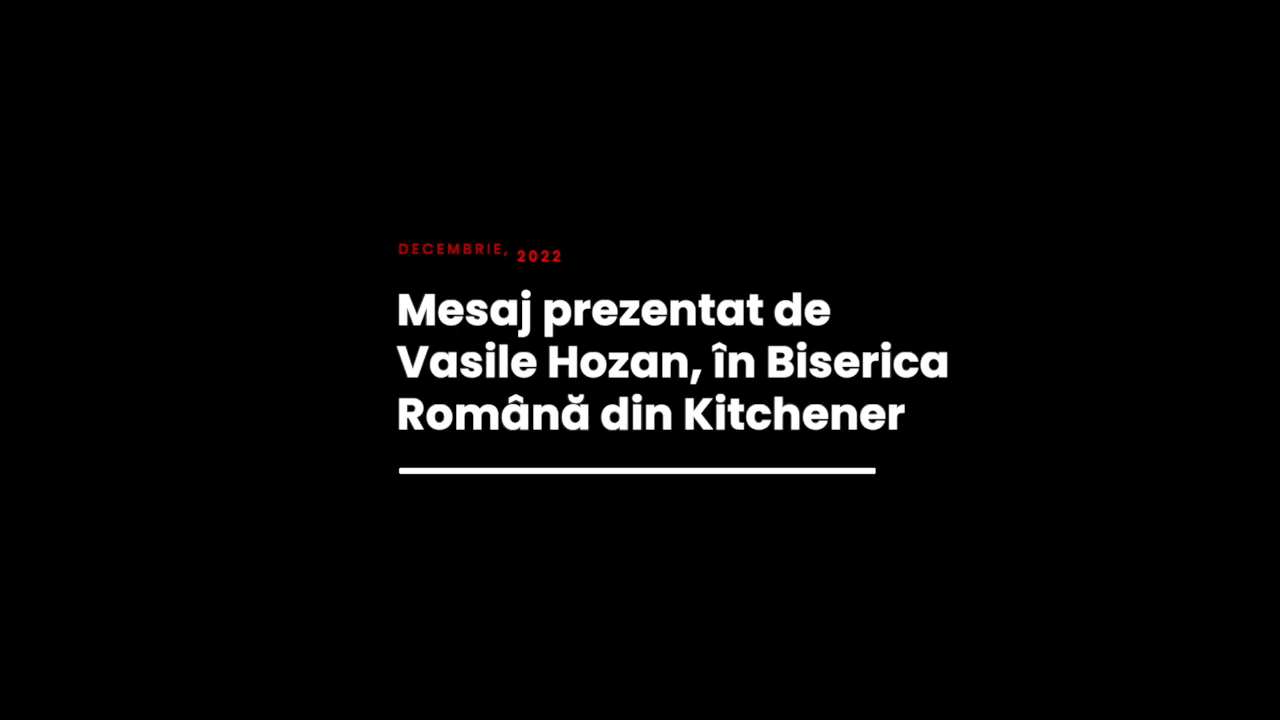 DECEMBRIE, 2022
Mesaj prezentat de
Vasile Hozan, în Biserica
Română din Kitchener